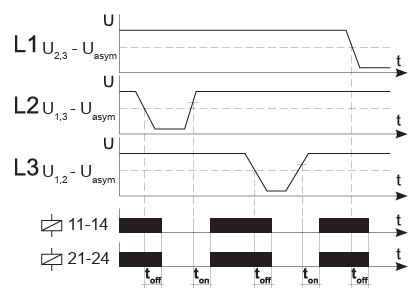 U
L1 U2,3 - Uasym
t
U
L2 U1,3 - Uasym
t
U
L3 U1,2 - Uasym
t
11-14 t
21-24 t
toff ton toff ton toff